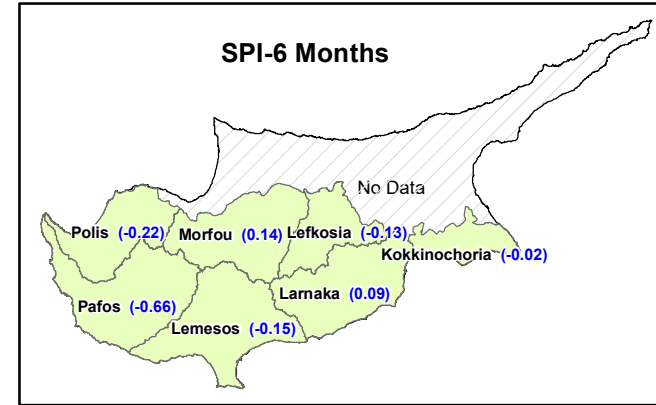 SPI-6 Months
No Data
Polis (-0.22)
Morfou (0.14)
Lefkosia (-0.13)
Kokkinochoria (-0.02)
Pafos (-0.66)
Larnaka (0.09)
Lemesos (-0.15)